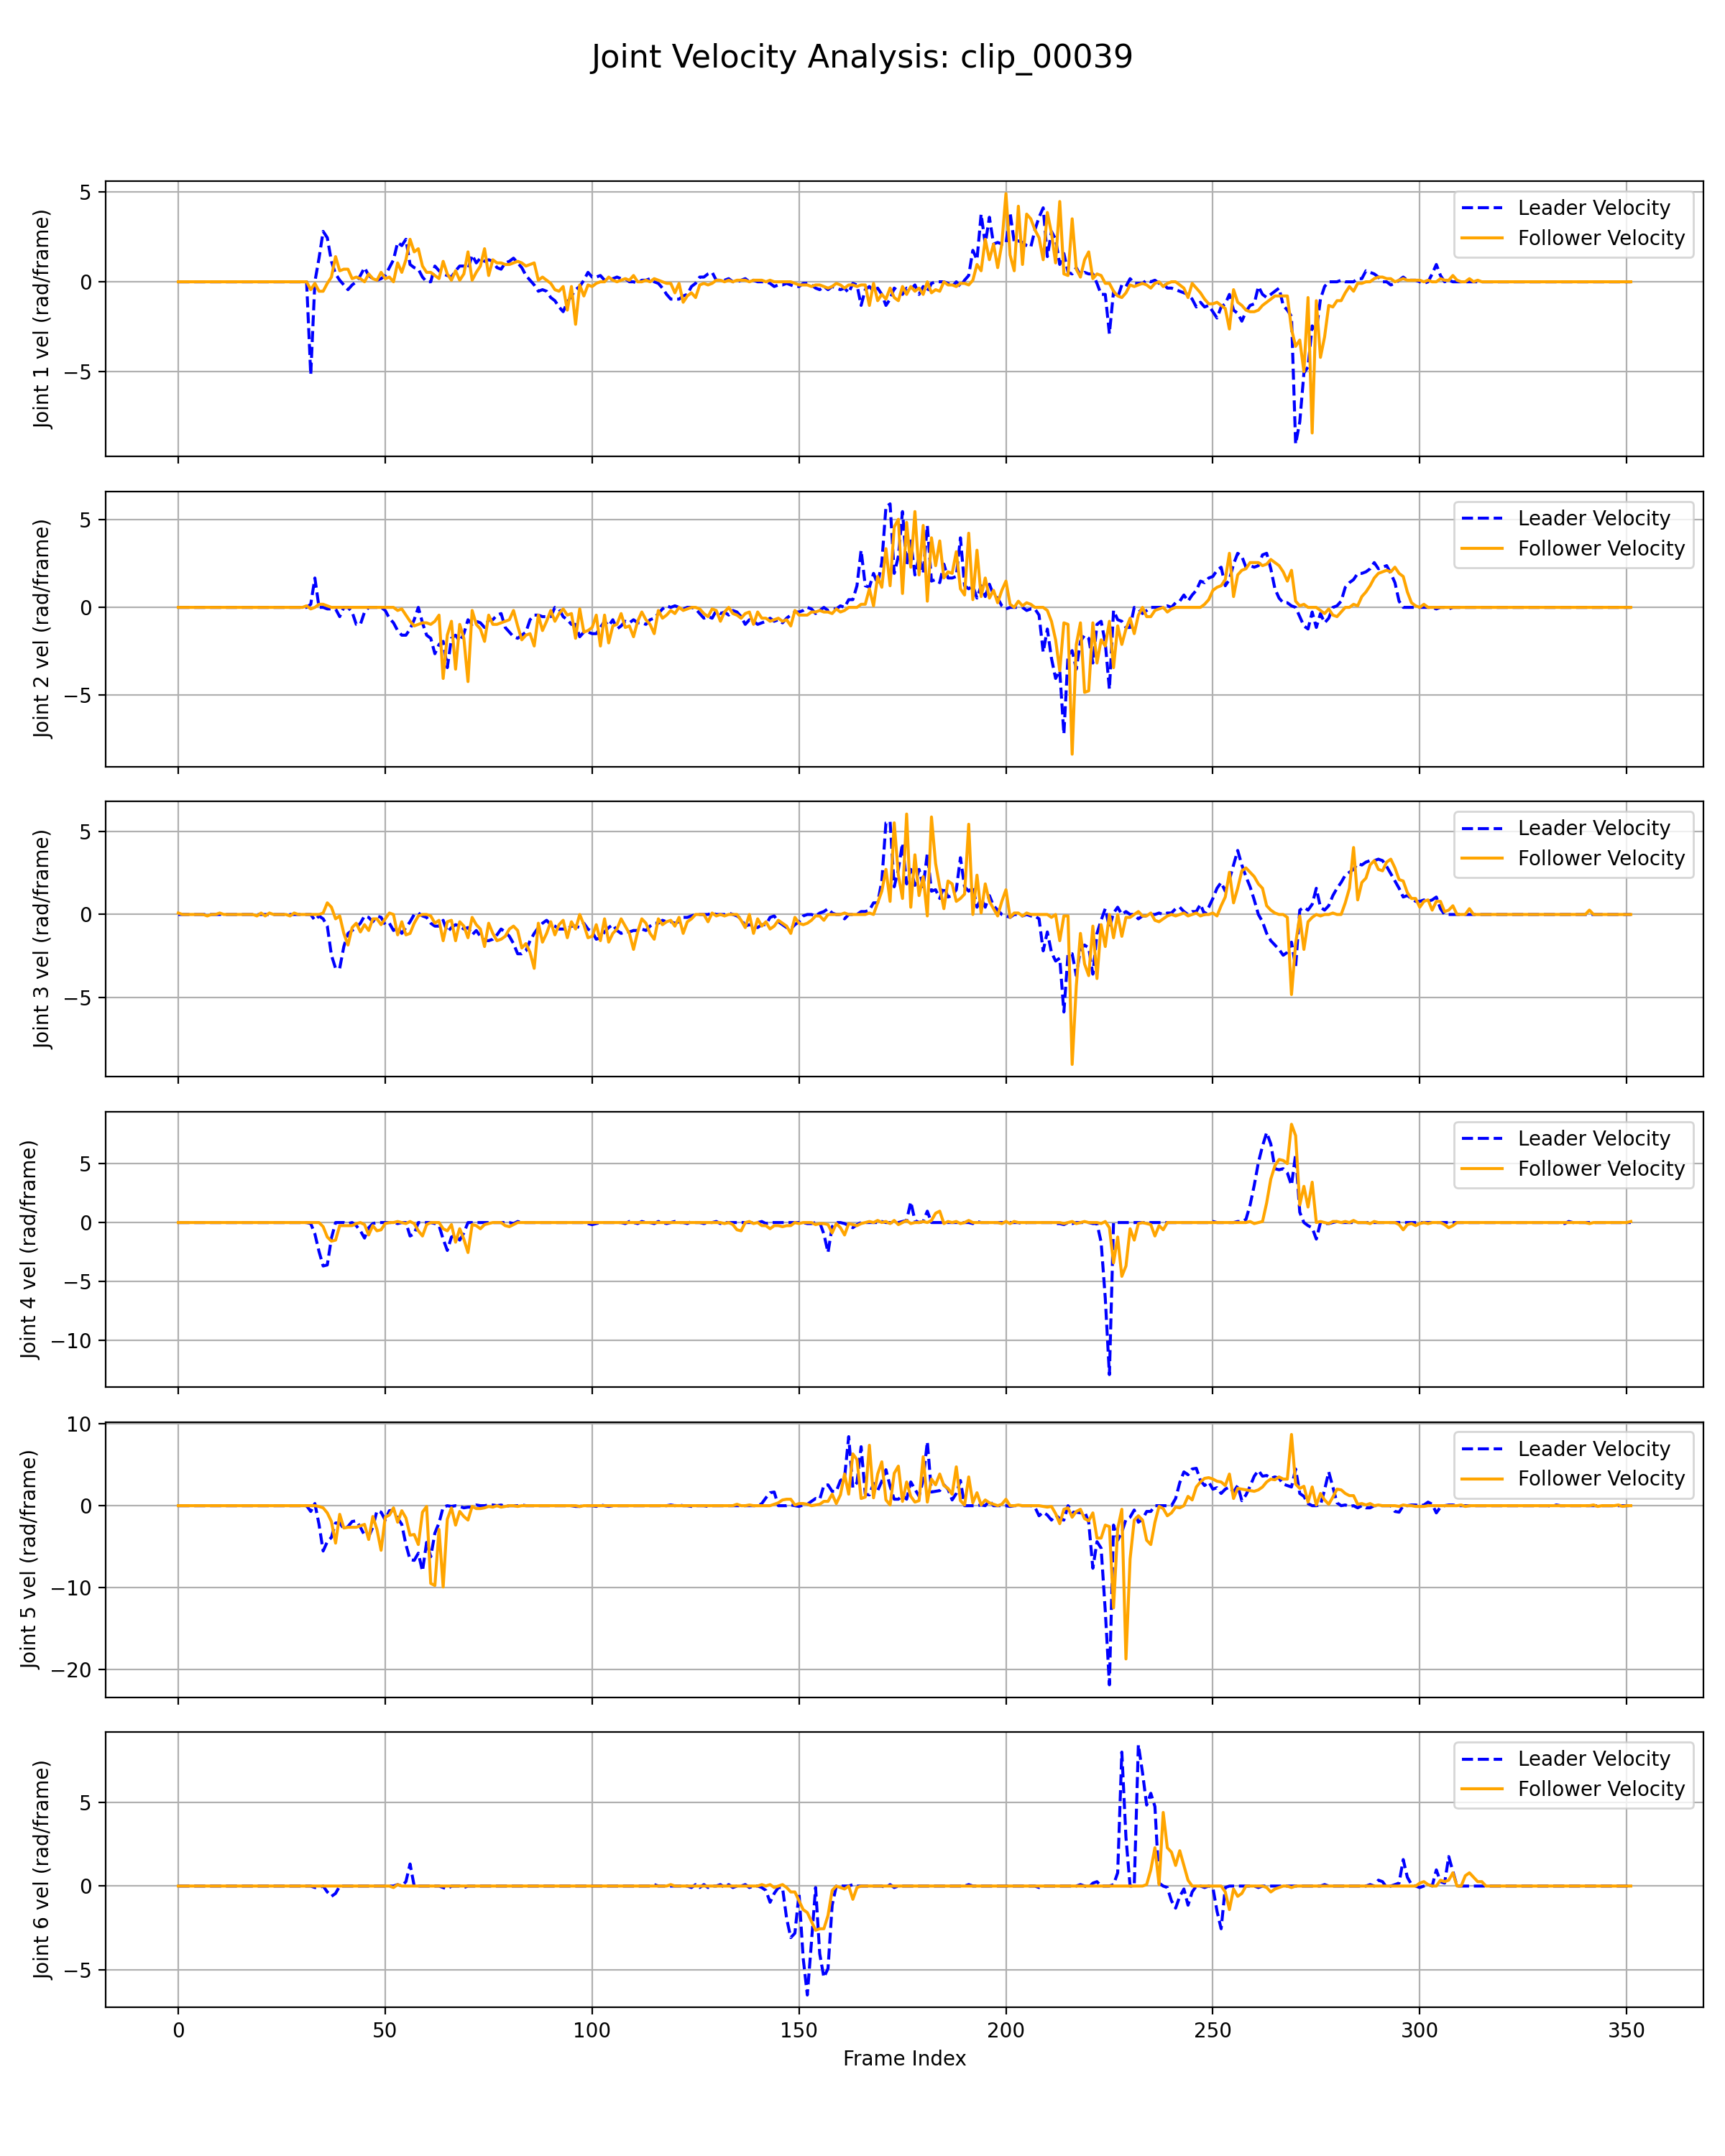 Joint Velocity Analysis: clip_00039
Joint 1 vel (rad/frame)
5
0
−5
Leader Velocity
Follower Velocity
Joint 2 vel (rad/frame)
5
0
−5
Leader Velocity
Follower Velocity
Joint 3 vel (rad/frame)
5
0
−5
Leader Velocity
Follower Velocity
Joint 4 vel (rad/frame)
5
0
−5
−10
Leader Velocity
Follower Velocity
Joint 5 vel (rad/frame)
10
0
−10
−20
Leader Velocity
Follower Velocity
Joint 6 vel (rad/frame)
5
0
−5
Leader Velocity
Follower Velocity
0 50 100 150 200 250 300 350
Frame Index